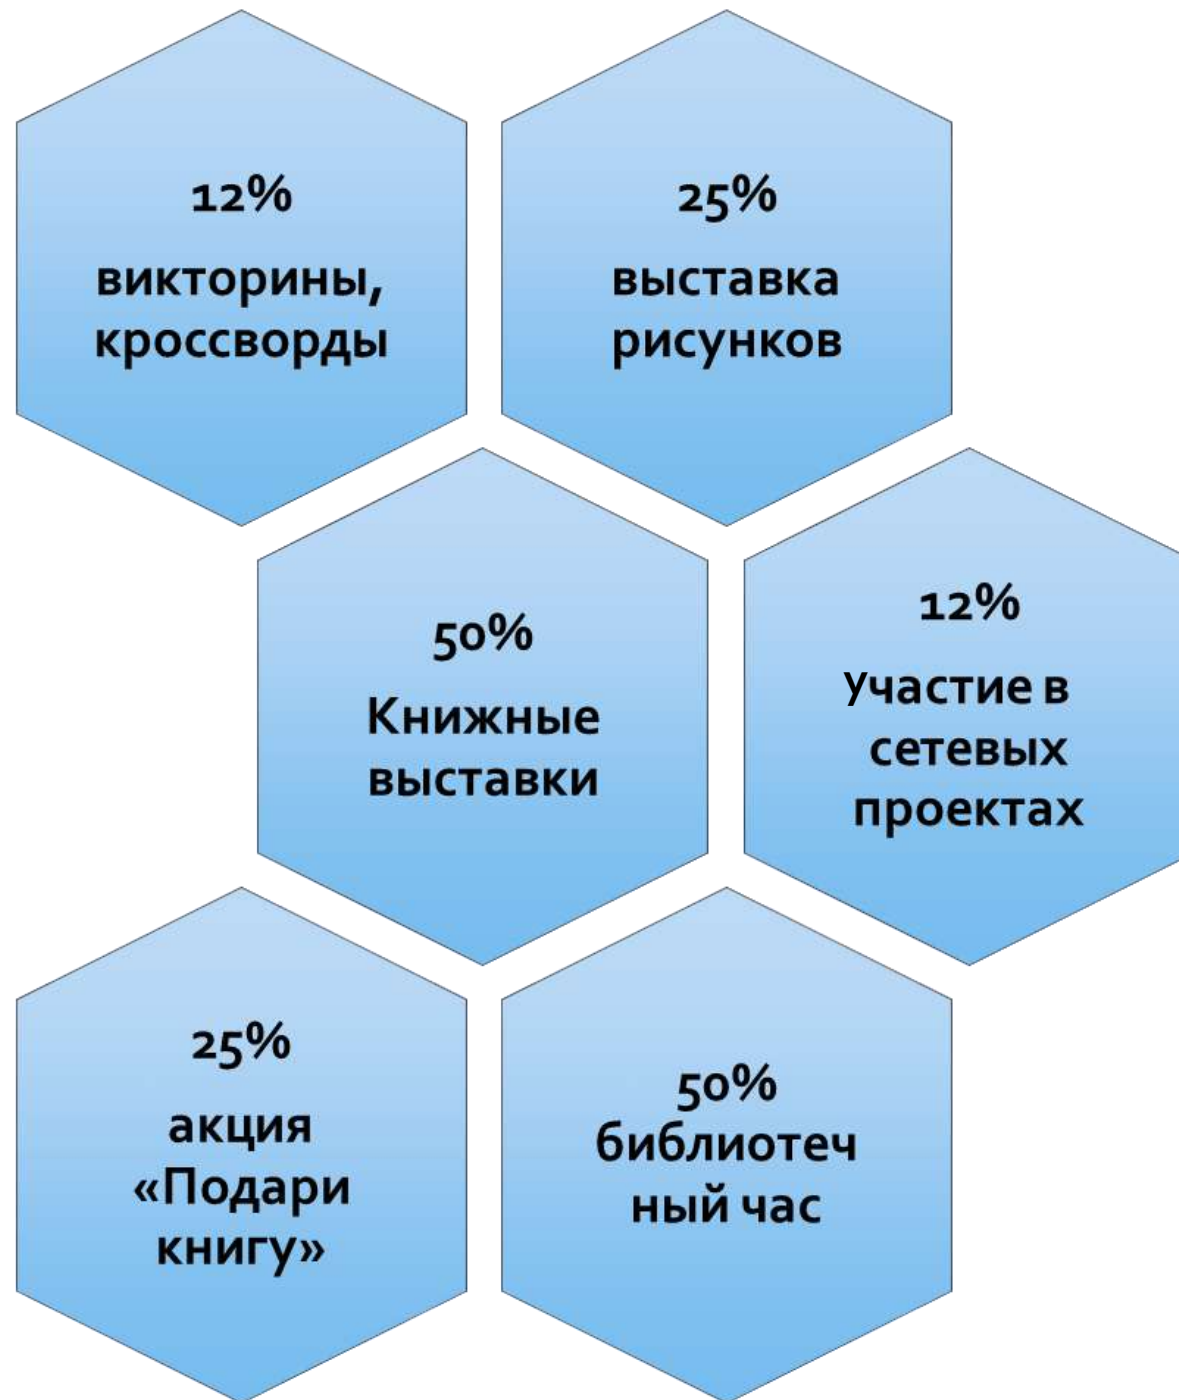 12%
викторины,
кроссворды
25%
выставка
рисунков
50%
Книжные
выставки
12%
Участие в
сетевых
проектах
25%
акция
«Подари
книгу»
50%
библиотеч
ный час